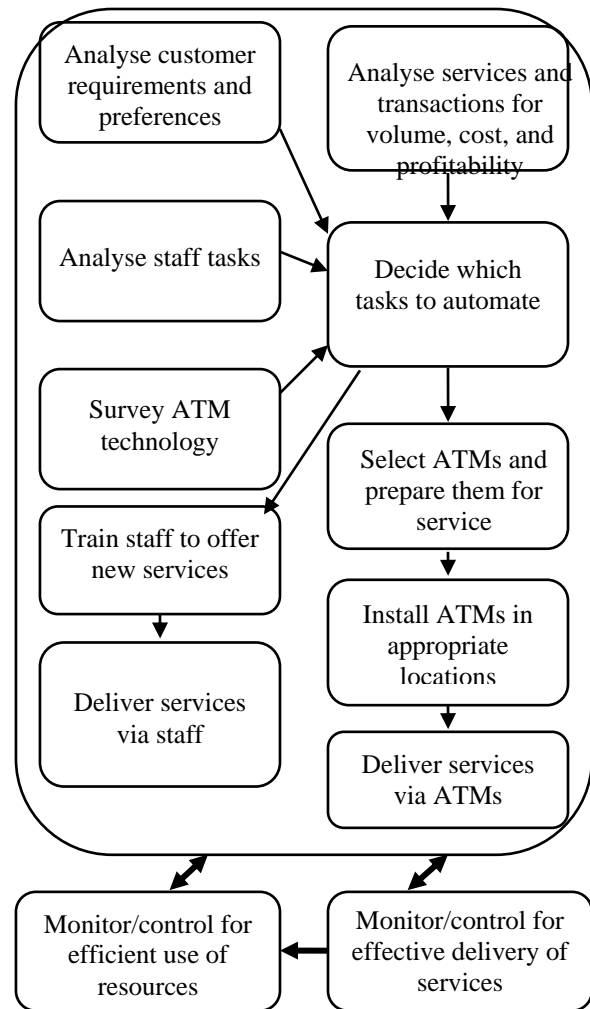 Analyse customer
requirements and
preferences
Analyse services and
transactions for
volume, cost, and
profitability
Analyse staff tasks
Decide which
tasks to automate
Survey ATM
technology
Select ATMs and
prepare them for
service
Train staff to offer
new services
Install ATMs in
appropriate
locations
Deliver services
via staff
Deliver services
via ATMs
Monitor/control for
efficient use of
resources
Monitor/control for
effective delivery of
services